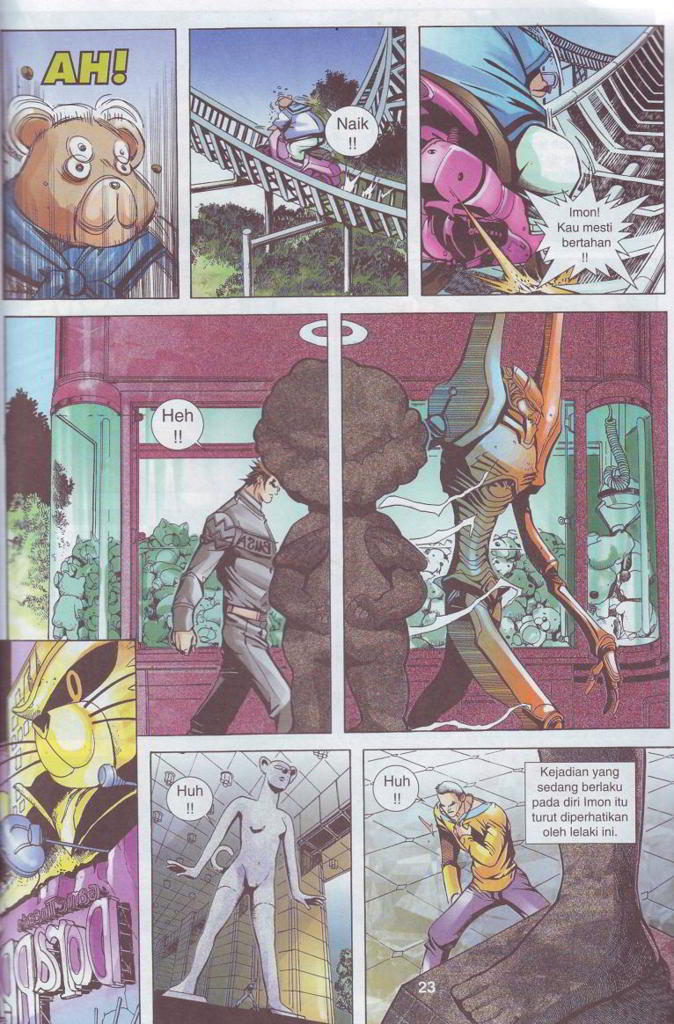 AH!
Naik
!!
Imon!
Kau mesti
bertahan
!!
Heh
!!
Huh
!!
Huh
!!
Kejadian yang
sedang berlaku
pada diri Imon itu
turut diperhatikan
oleh lelaki ini.
23